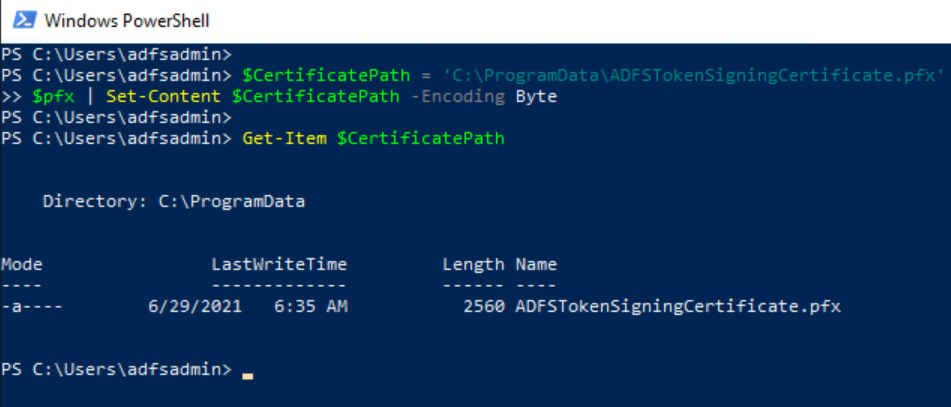 Windows PowerShell
PS C:\Users\adfsadmin>
PS C:\Users\adfsadmin> $CertificatePath = 'C:\ProgramData\ADFSTokenSigningCertificate.pfx'
>> $pfx | Set-Content $CertificatePath -Encoding Byte
PS C:\Users\adfsadmin>
PS C:\Users\adfsadmin> Get-Item $CertificatePath
Directory: C:\ProgramData
Mode LastWriteTime Length Name
---- ------------- ------ ----
-a---- 6/29/2021 6:35 AM 2560 ADFSTokenSigningCertificate.pfx
PS C:\Users\adfsadmin>